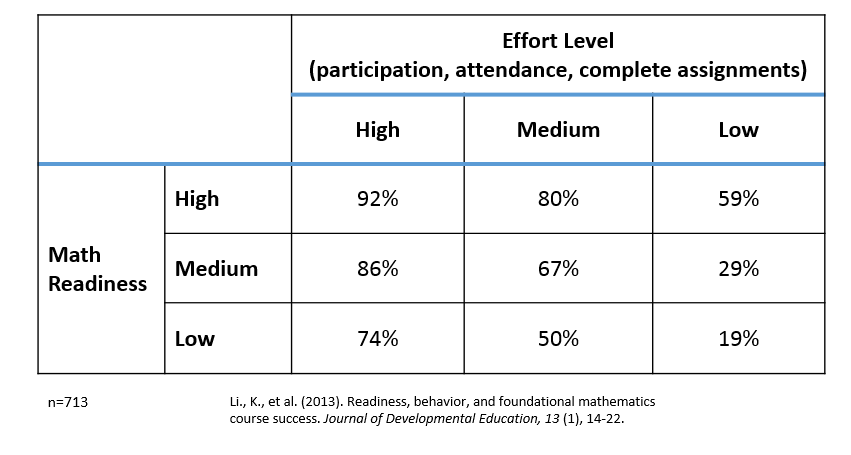 Effort Level
(participation, attendance, complete assignments)
High Medium Low
High 92% 80% 59%
Math
Readiness
Medium 86% 67% 29%
Low 74% 50% 19%
n=713
Li., K., et al. (2013). Readiness, behavior, and foundational mathematics
course success. Journal of Developmental Education, 13 (1), 14-22.